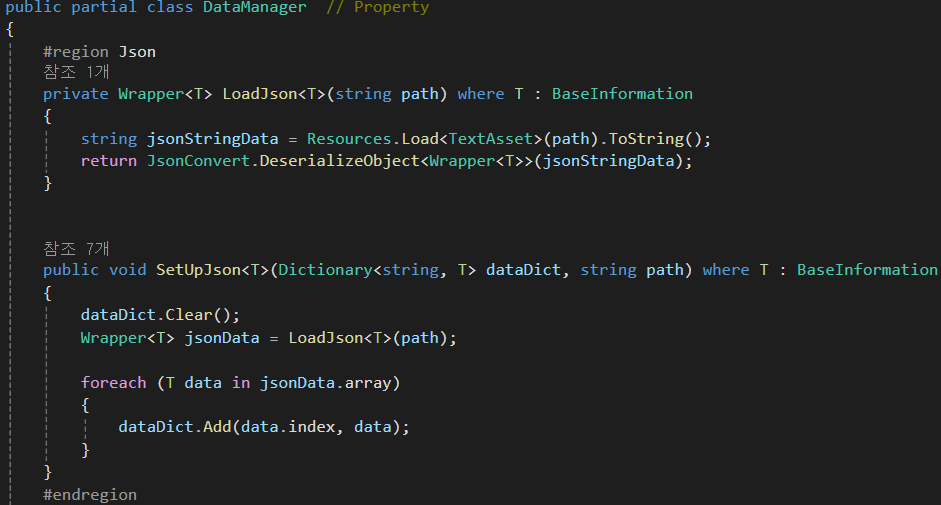 public partial class DataManager  // Property
{
    #region Json
    참조 1개
    private Wrapper<T> LoadJson<T>(string path) where T : BaseInformation
    {
        string jsonStringData = Resources.Load<TextAsset>(path).ToString();
        return JsonConvert.DeserializeObject<Wrapper<T>>(jsonStringData);
    }
    참조 7개
    public void SetUpJson<T>(Dictionary<string, T> dataDict, string path) where T : BaseInformation
    {
        dataDict.Clear();
        Wrapper<T> jsonData = LoadJson<T>(path);
        foreach (T data in jsonData.array)
        {
            dataDict.Add(data.index, data);
        }
    }
    #endregion